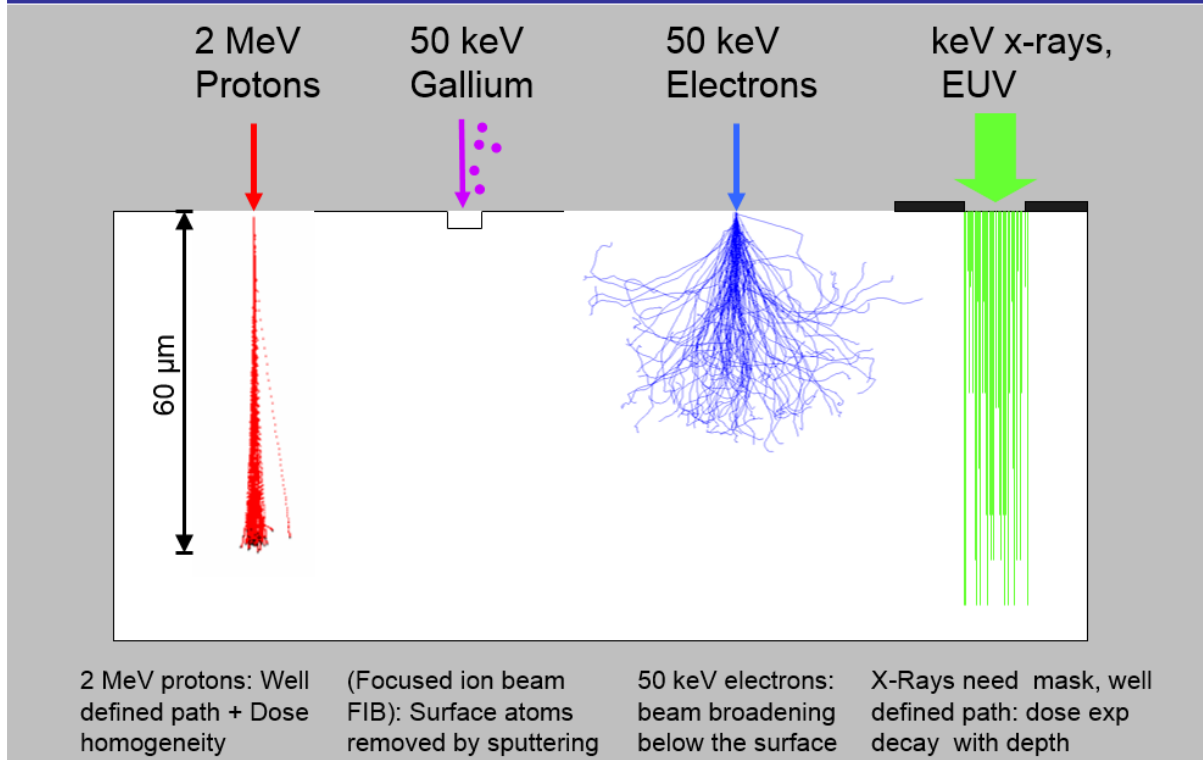 2 MeV
Protons
50 keV
Gallium
50 keV
Electrons
keV x-rays,
EUV
60 µm
2 MeV protons: Well
defined path + Dose
homogeneity
(Focused ion beam
FIB): Surface atoms
removed by sputtering
50 keV electrons:
beam broadening
below the surface
X-Rays need mask, well
defined path: dose exp
decay with depth